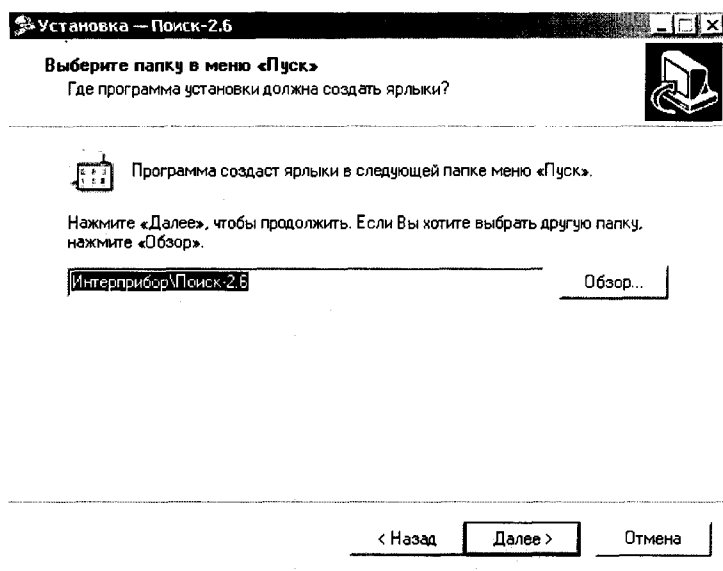 Установка — Поиск-2.6
Выберите папку в меню «Пуск»
Где программа установки должна создать ярлыки?
Программа создаст ярлыки в следующей папке меню «Пуск».
Нажмите «Далее», чтобы продолжить. Если Вы хотите выбрать другую папку,
нажмите «Обзор».
Интерприбор\Поиск-2.6
Обзор...
< Назад
Далее >
Отмена